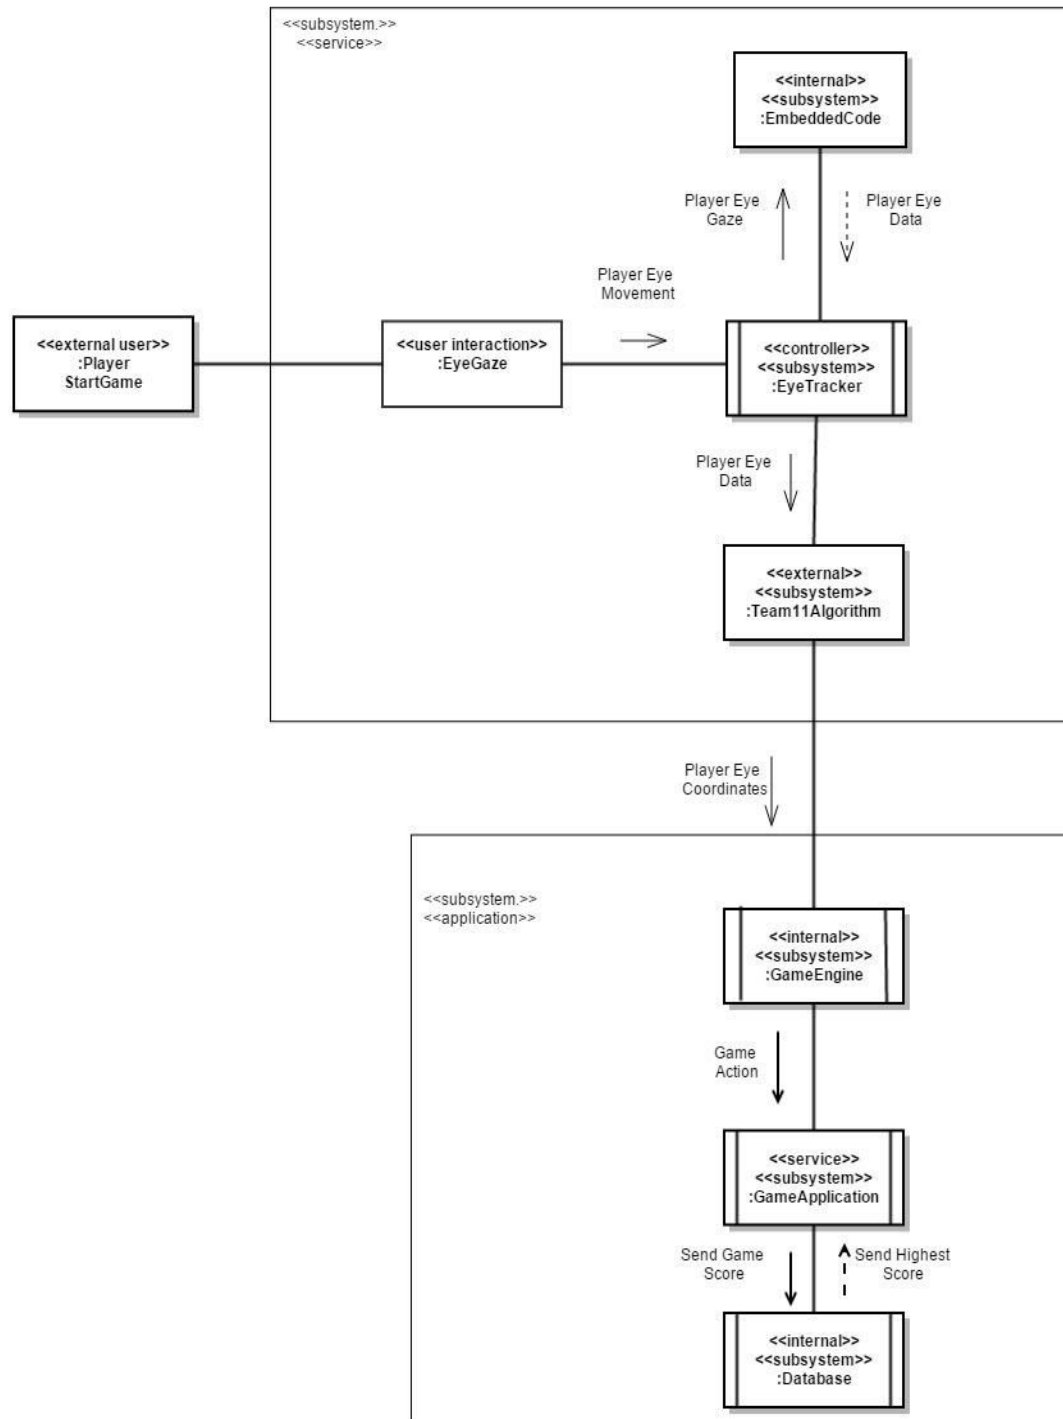 <<subsystem.>>
<<service>>
<<internal>>
<<subsystem>>
:EmbeddedCode
Player Eye
Gaze
Player Eye
Data
Player Eye
Movement
<<external user>>
:Player
StartGame
<<user interaction>>
:EyeGaze
<<controller>>
<<subsystem>>
:EyeTracker
Player Eye
Data
<<external>>
<<subsystem>>
:Team11Algorithm
Player Eye
Coordinates
<<subsystem.>>
<<application>>
<<internal>>
<<subsystem>>
:GameEngine
Game
Action
<<service>>
<<subsystem>>
:GameApplication
Send Game
Score
Send Highest
Score
<<internal>>
<<subsystem>>
:Database